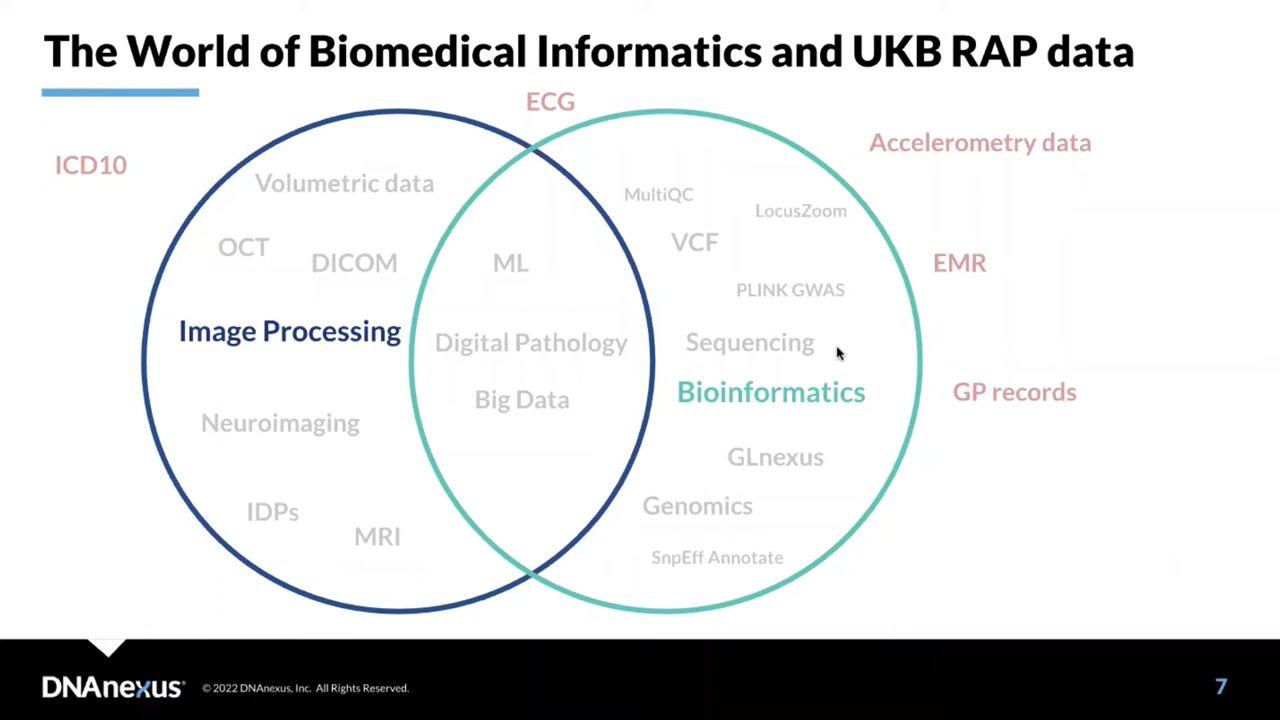 The World of Biomedical Informatics and UKB RAP data
ECG
Accelerometry data
ICD10
Volumetric data
MultiQC
LocusZoom
OCT
DICOM
ML
VCF
EMR
PLINK GWAS
Image Processing
Digital Pathology
Sequencing
Big Data
Bioinformatics
GP records
Neuroimaging
GLnexus
IDPs
MRI
Genomics
SnpEff Annotate
DNAnexus
© 2022 DNAnexus, Inc. All Rights Reserved.
7